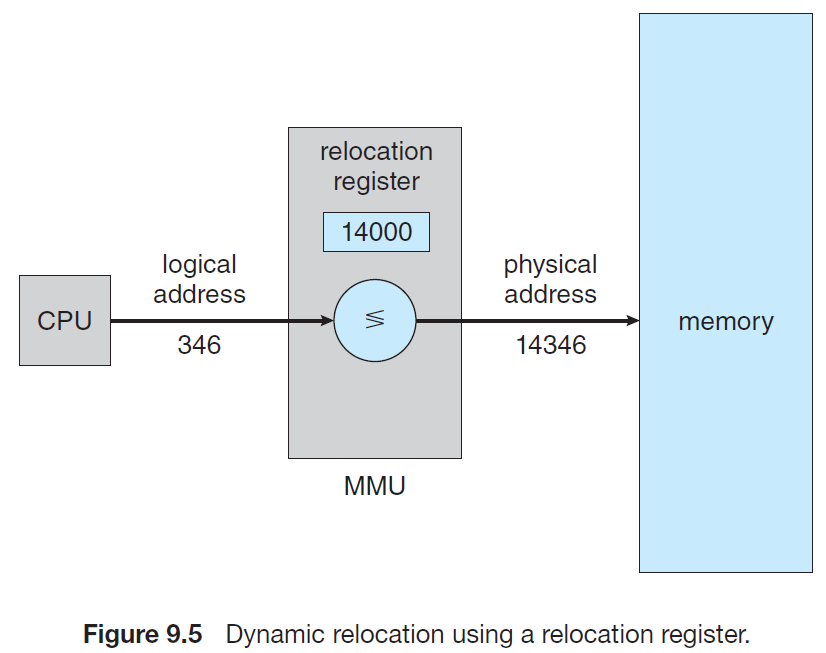 relocation
register
14000
logical
address
346
CPU
≶
physical
address
14346
memory
MMU
Figure 9.5 Dynamic relocation using a relocation register.